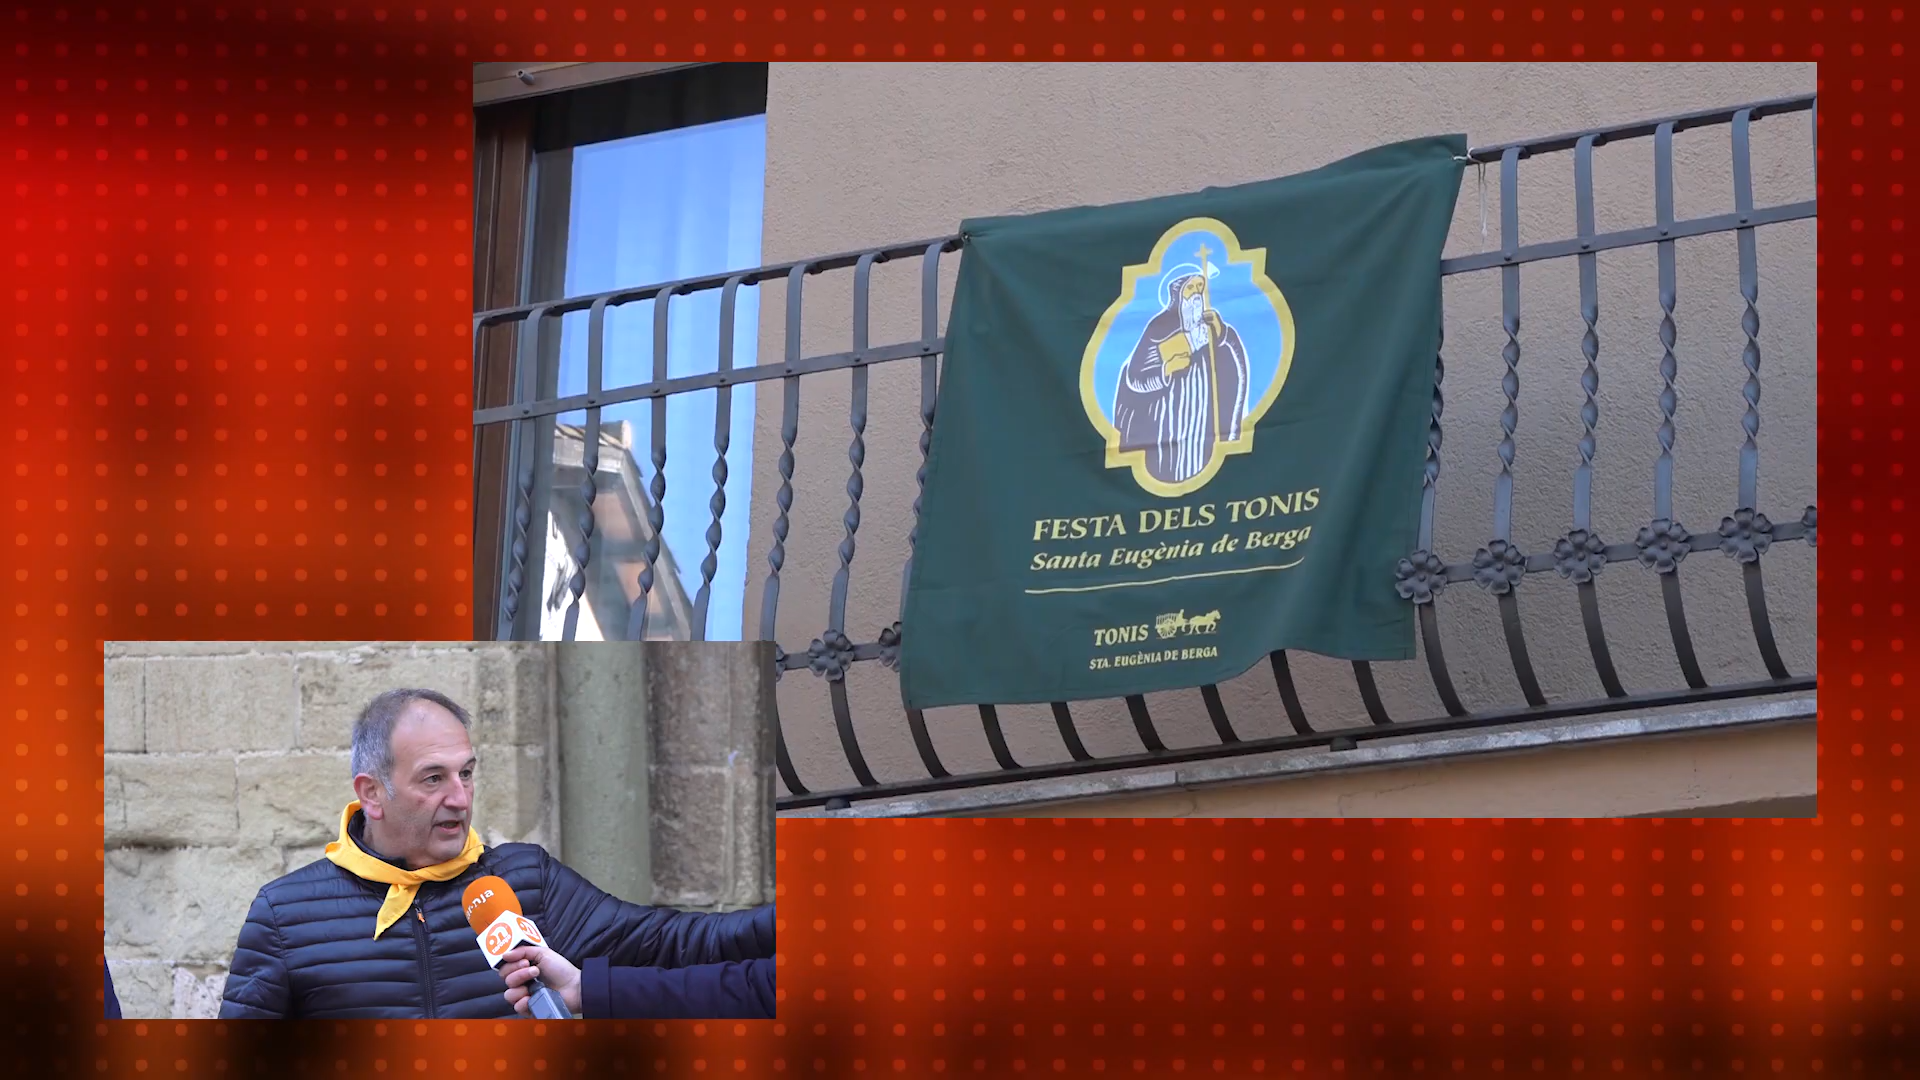 FESTA DELS TONIS
Santa Eugènia de Berga
TONIS
STA. EUGÈNIA DE BERGA